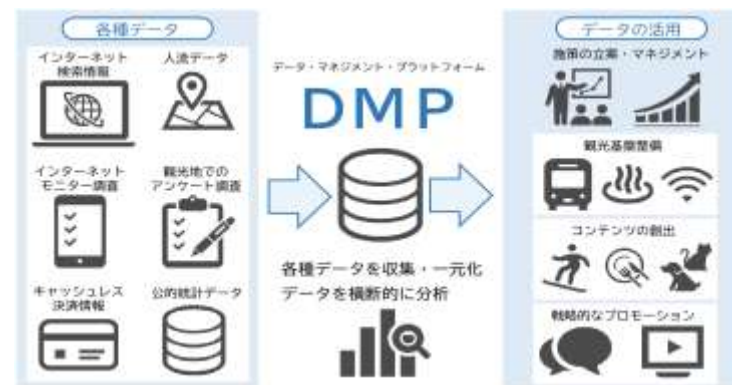 各種データ
インターネット
検索情報
人流データ
インターネット
モニター調査
観光地での
アンケート調査
キャッシュレス
決済情報
公的統計データ
データ・マネジメント・プラットフォーム
DMP
各種データを収集・一元化
データを横断的に分析
データの活用
施策の立案・マネジメント
観光基盤整備
コンテンツの創出
戦略的なプロモーション